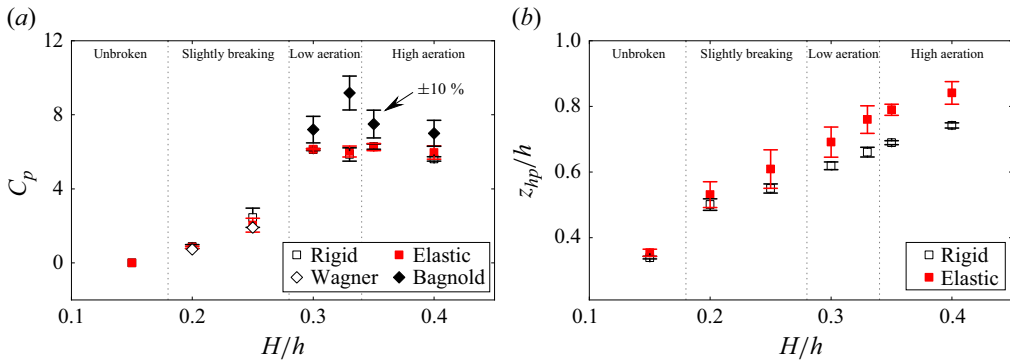 (a)
(b)
12
8
4
0
C_p
Unbroken
Slightly breaking
Low aeration
High aeration
±10 %
Rigid
Elastic
Wagner
Bagnold
0.1
0.2
0.3
0.4
H/h
1.0
0.8
0.6
0.4
z_hp/h
Unbroken
Slightly breaking
Low aeration
High aeration
Rigid
Elastic
0.1
0.2
0.3
0.4
H/h